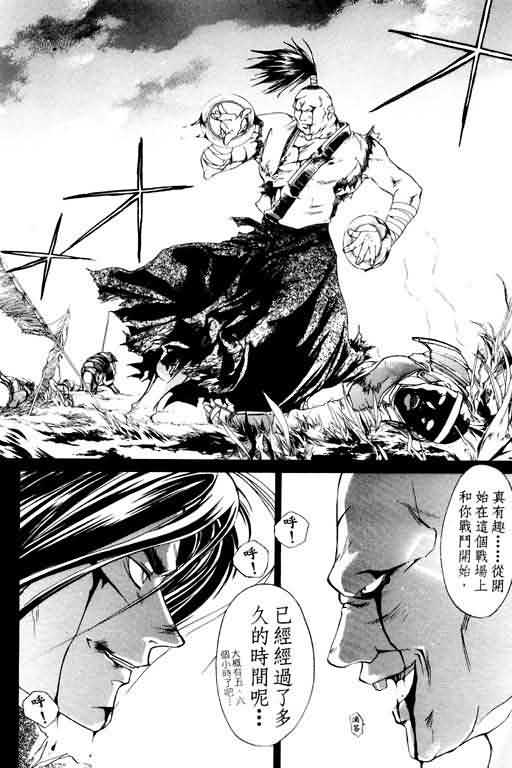 真有趣……從開
始在這個戰場上
和你戰鬥開始，
呼！
呼！
已經經過了多
久的時間呢…
大概有五、六
個小時了吧…
滴答
呼！